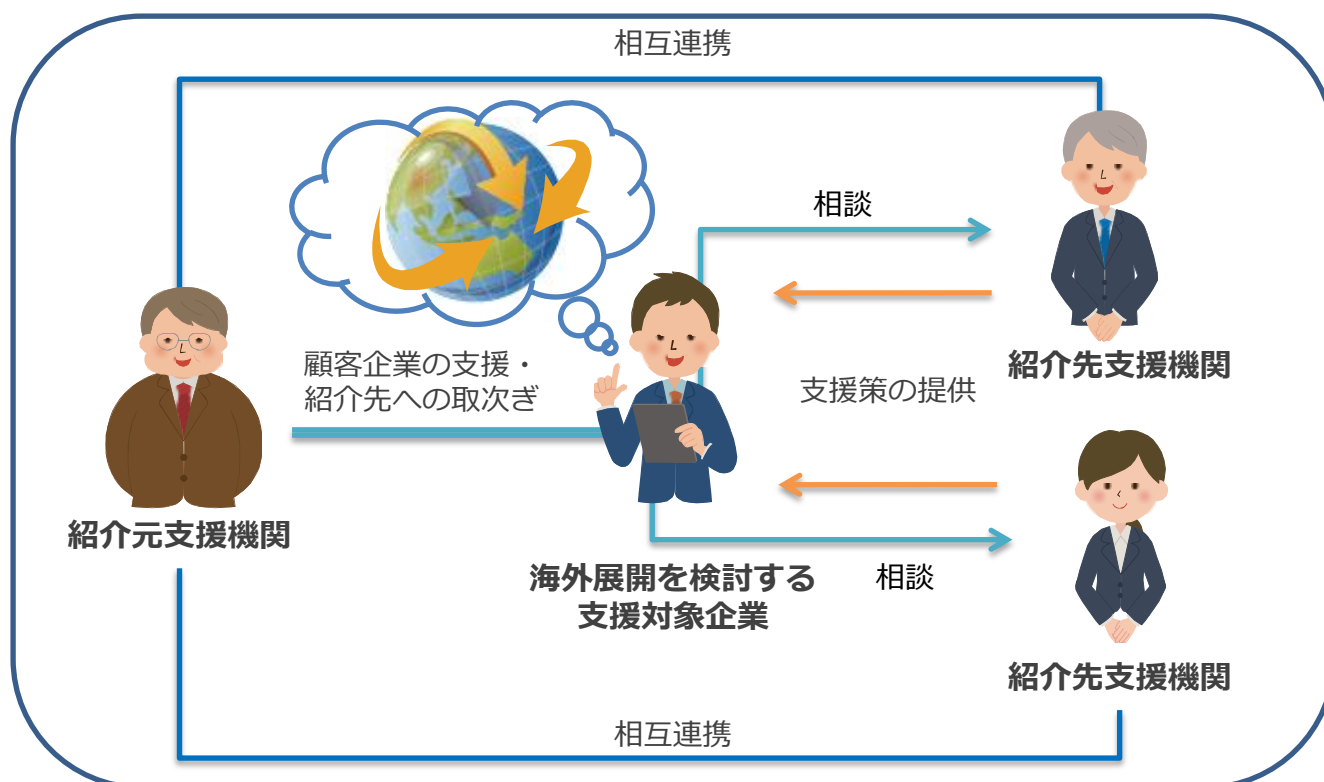 相互連携
相談
顧客企業の支援・
紹介先への取次ぎ
支援策の提供
紹介先支援機関
紹介元支援機関
海外展開を検討する
支援対象企業
相談
紹介先支援機関
相互連携